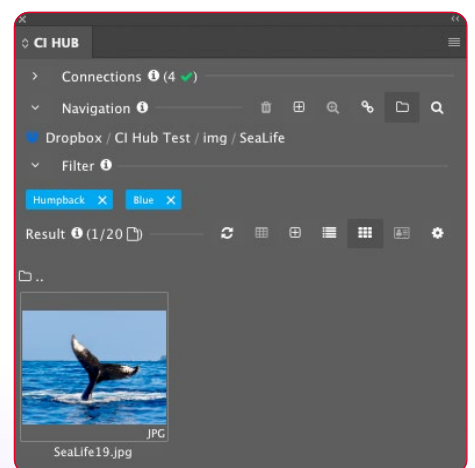 CI HUB
Connections (4 ✔)
Navigation
Dropbox / CI Hub Test / img / SeaLife
Filter
Humpback X Blue X
Result (1/20)
..
JPG
SeaLife19.jpg